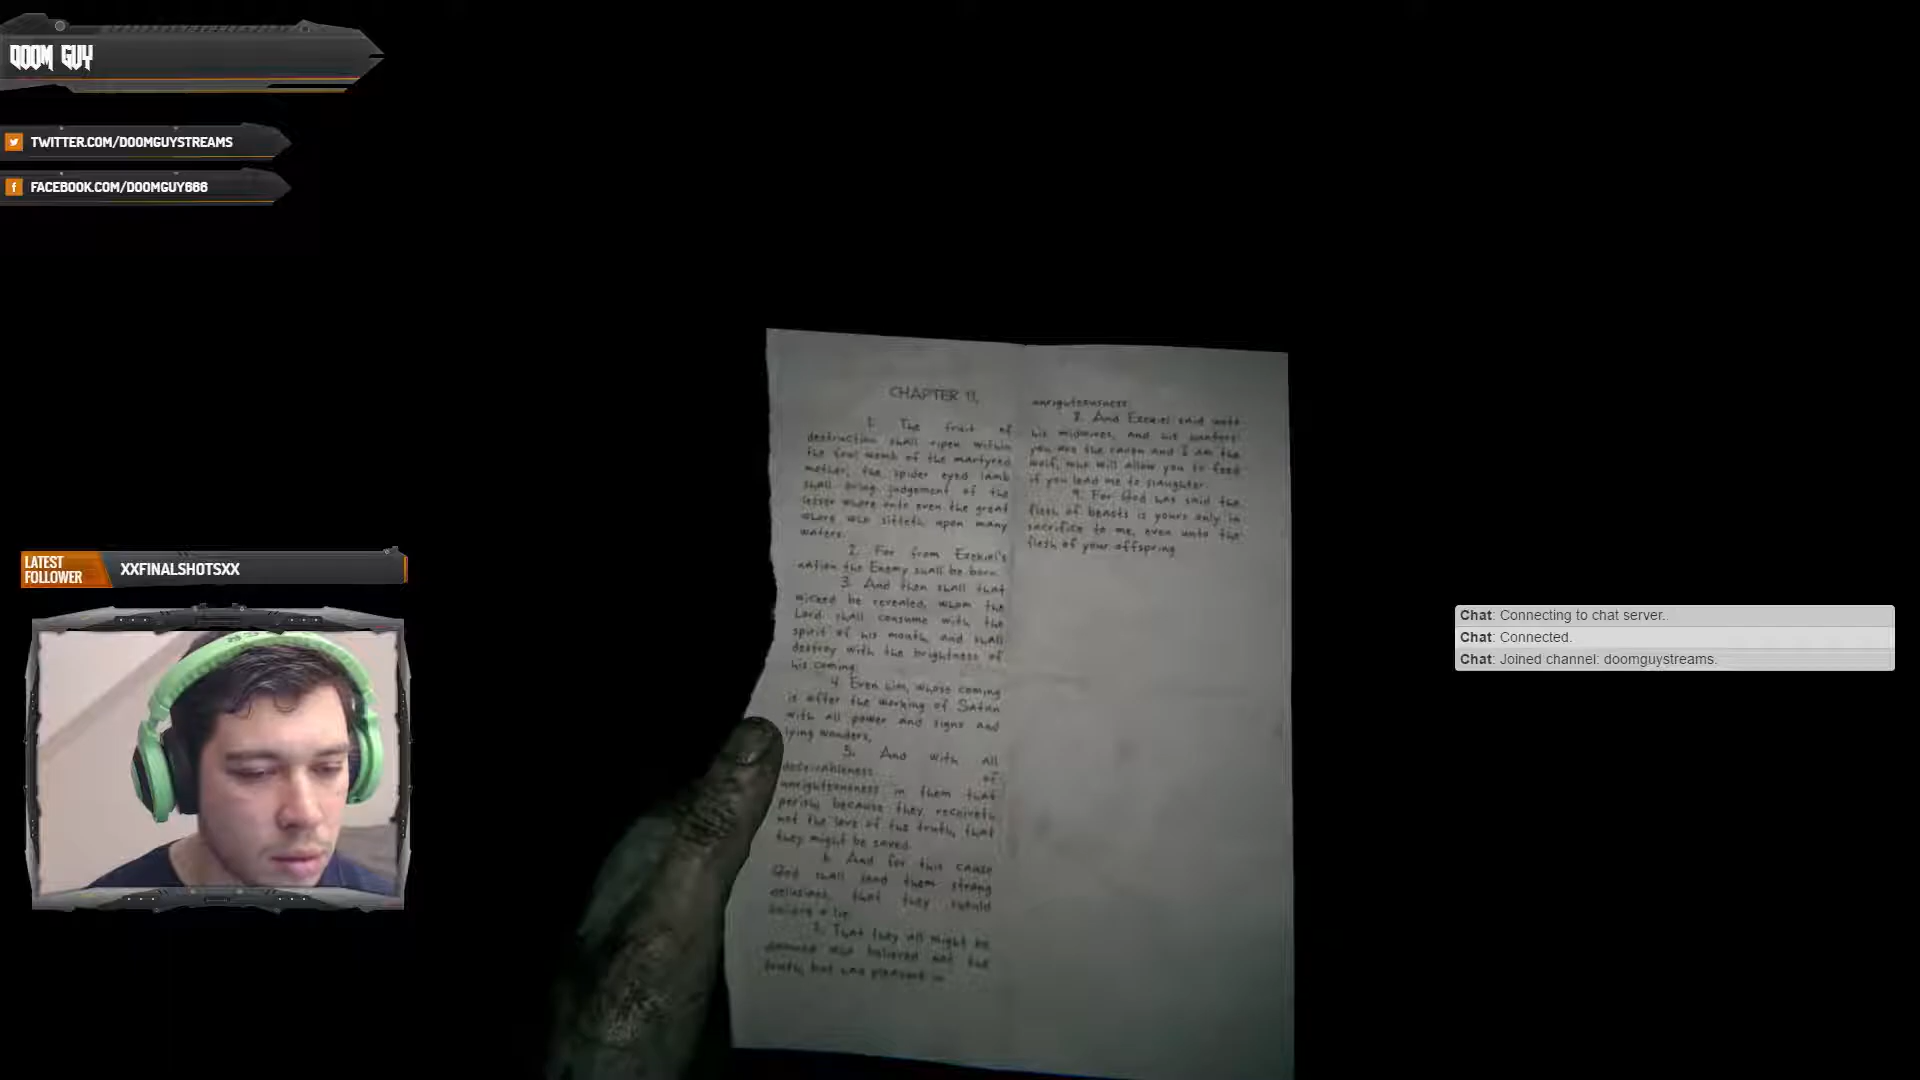 DOOM GUY
TWITTER.COM/DOOMGUYSTREAMS
FACEBOOK.COM/DOOMGUY666
LATEST
FOLLOWER
XXFINALSHOTSXX
CHAPTER 11,
1. The fruit of
destruction shall ripen within
the foul womb of the martyred
mother, the spider eyed lamb
shall bring judgement of the
lesser whore onto even the great
whore who sitteth upon many
waters.
2. For from Ezekiel's
nation the Enemy shall be born.
3. And then shall that
wicked be revealed, whom the
Lord shall consume with the
spirit of his mouth, and shall
destroy with the brightness of
his coming:
4. Even him, whose coming
is after the working of Satan
with all power and signs and
lying wonders,
5. And with all
of
unrighteousness in them that
perish; because they
not the love of the truth, that
they might be saved.
6. And for this cause
God shall send them strong
delusions, that they should
believe a lie:
7. That they all might be
damned who believed not the
truth, but had pleasure in
unrighteousness.
8. And Ezekiel said
his midwives, and his hunters:
you are the raven and I am the
wolf, who will allow you to feed
if you lead me to slaughter.
9. For God has said the
flesh of beasts is yours only in
sacrifice to me, even unto the
flesh of your offspring
Chat: Connecting to chat server..
Chat: Connected.
Chat: Joined channel: doomguystreams.